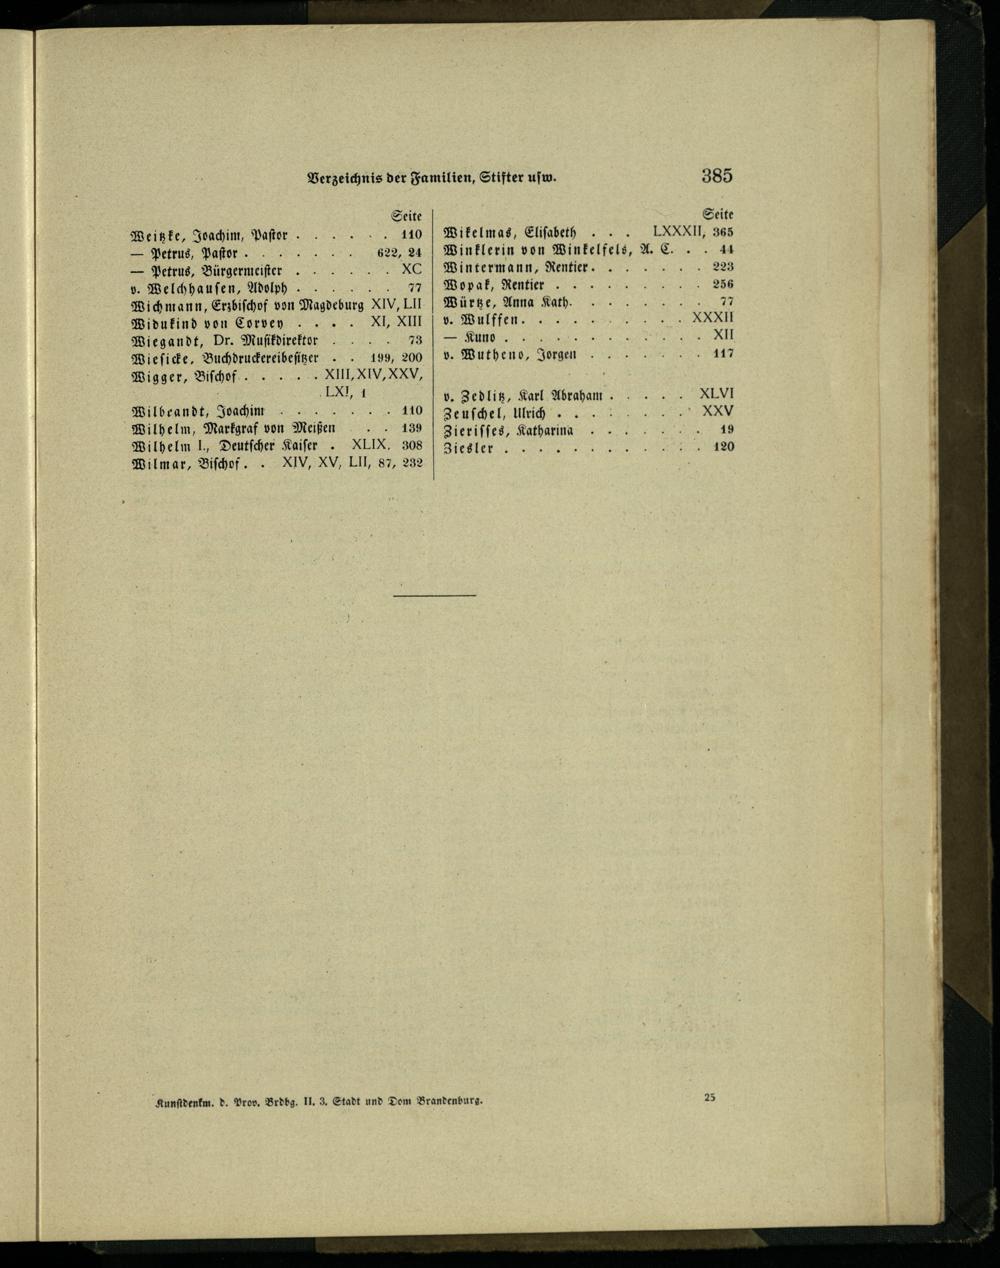 Verzeichnis der Familien, Stifter usw. 385
Seite
Weitzke, Joachim, Pastor . . . . . . 110
— Petrus, Pastor . . . . . . . 622, 24
— Petrus, Bürgermeister . . . . . . XC
v. Welchhausen, Adolph . . . . . . 77
Wichmann, Erzbischof von Magdeburg XIV, LII
Widukind von Corvey . . . . XI, XIII
Wiegandt, Dr. Musikdirektor . . . . 73
Wiesicke, Buchdruckereibesitzer . . 199, 200
Wigger, Bischof . . . . . XIII, XIV, XXV,
LXI, 1
Wilbrandt, Joachim . . . . . . . 110
Wilhelm, Markgraf von Meißen . . 139
Wilhelm I., Deutscher Kaiser . XLIX, 308
Wilmar, Bischof . . XIV, XV, LII, 87, 232
Seite
Wikelmas, Elisabeth . . . LXXXII, 365
Winklerin von Winkelfels, A. C. . . 44
Wintermann, Rentier . . . . . . . 223
Wopak, Rentier . . . . . . . . . 256
Würtze, Anna Kath. . . . . . . . 77
v. Wulffen . . . . . . . . . . . XXXII
— Kuno . . . . . . . . . . . . XII
v. Wutheno, Jorgen . . . . . . . 117
v. Zedlitz, Karl Abraham . . . . . XLVI
Zeuschel, Ulrich . . . . . . . . XXV
Zierisses, Katharina . . . . . . . 19
Ziesler . . . . . . . . . . . . 120
Kunstdenkm. d. Prov. Brdbg. II. 3. Stadt und Dom Brandenburg. 25